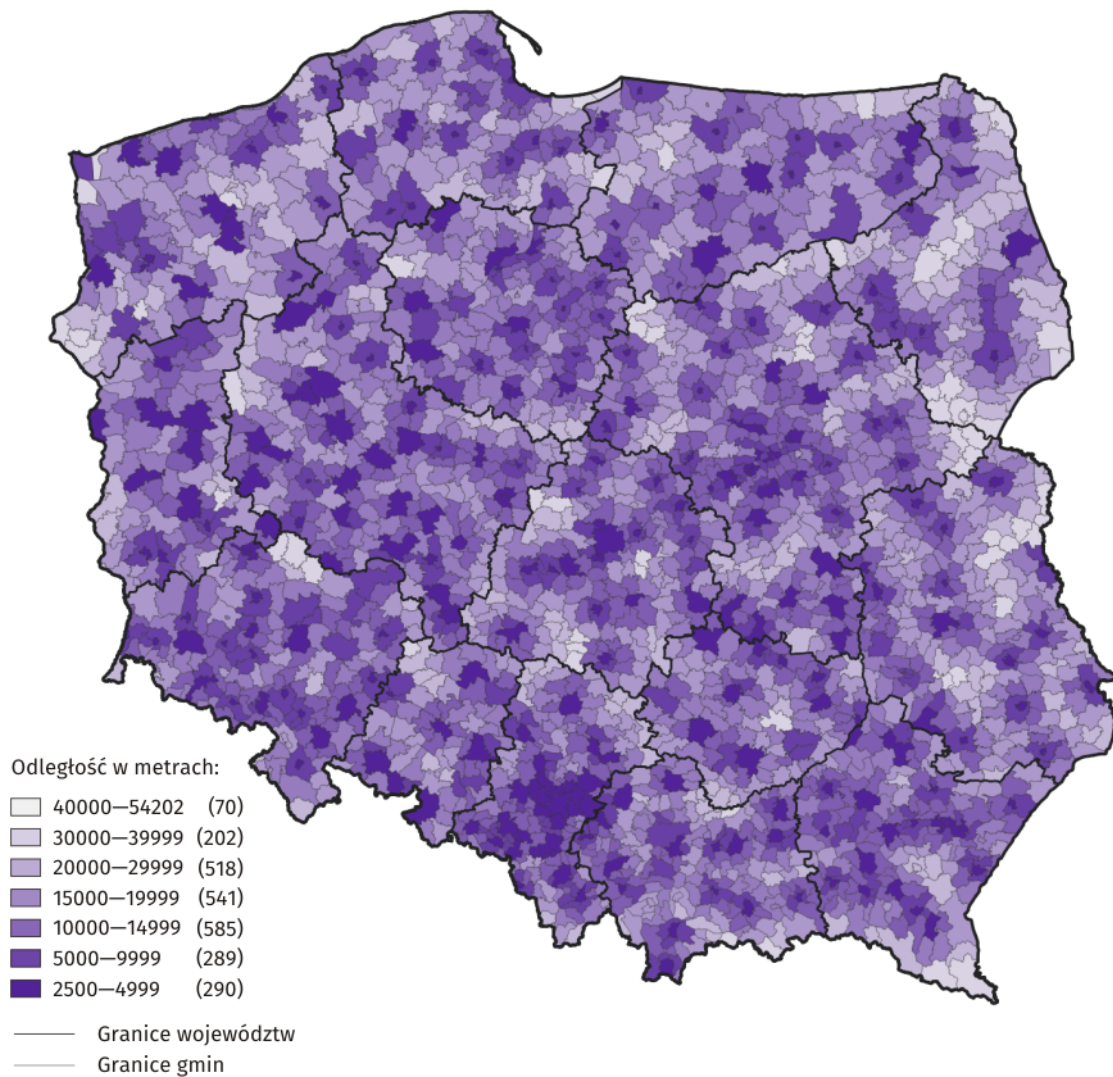 Odległość w metrach:
40000—54202 (70)
30000—39999 (202)
20000—29999 (518)
15000—19999 (541)
10000—14999 (585)
5000—9999 (289)
2500—4999 (290)
Granice województw
Granice gmin